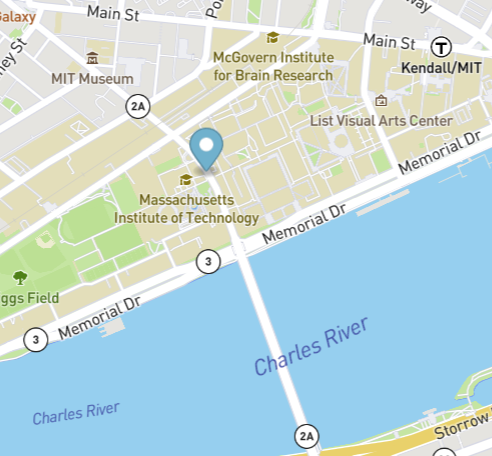 Main St
Galaxy
Main St
McGovern Institute
for Brain Research
T
Kendall/MIT
MIT Museum
2A
List Visual Arts Center
Memorial Dr
Massachusetts
Institute of Technology
Memorial Dr
3
ggs Field
Memorial Dr
3
Charles River
Charles River
2A
Storrow